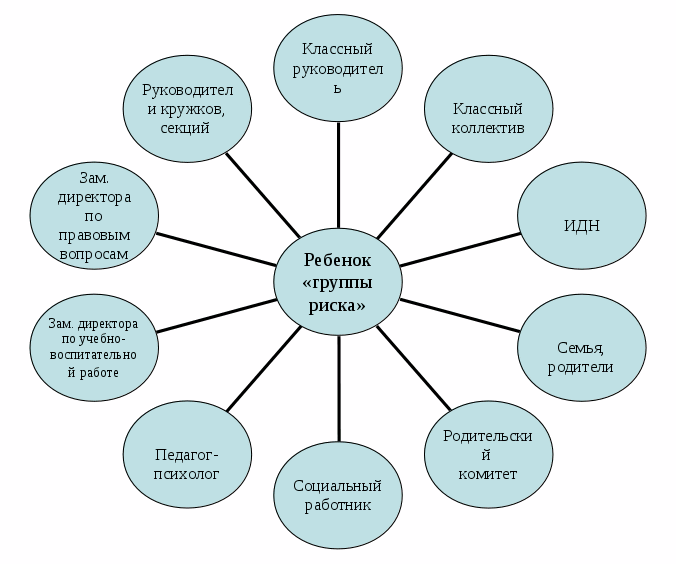 Классный
руководител
ь
Руководител
и кружков,
секций
Классный
коллектив
Зам.
директора
по
правовым
вопросам
ИДН
Ребенок
«группы
риска»
Зам. директора
по учебно-
воспитательно
й работе
Семья,
родители
Педагог-
психолог
Родительски
й
комитет
Социальный
работник